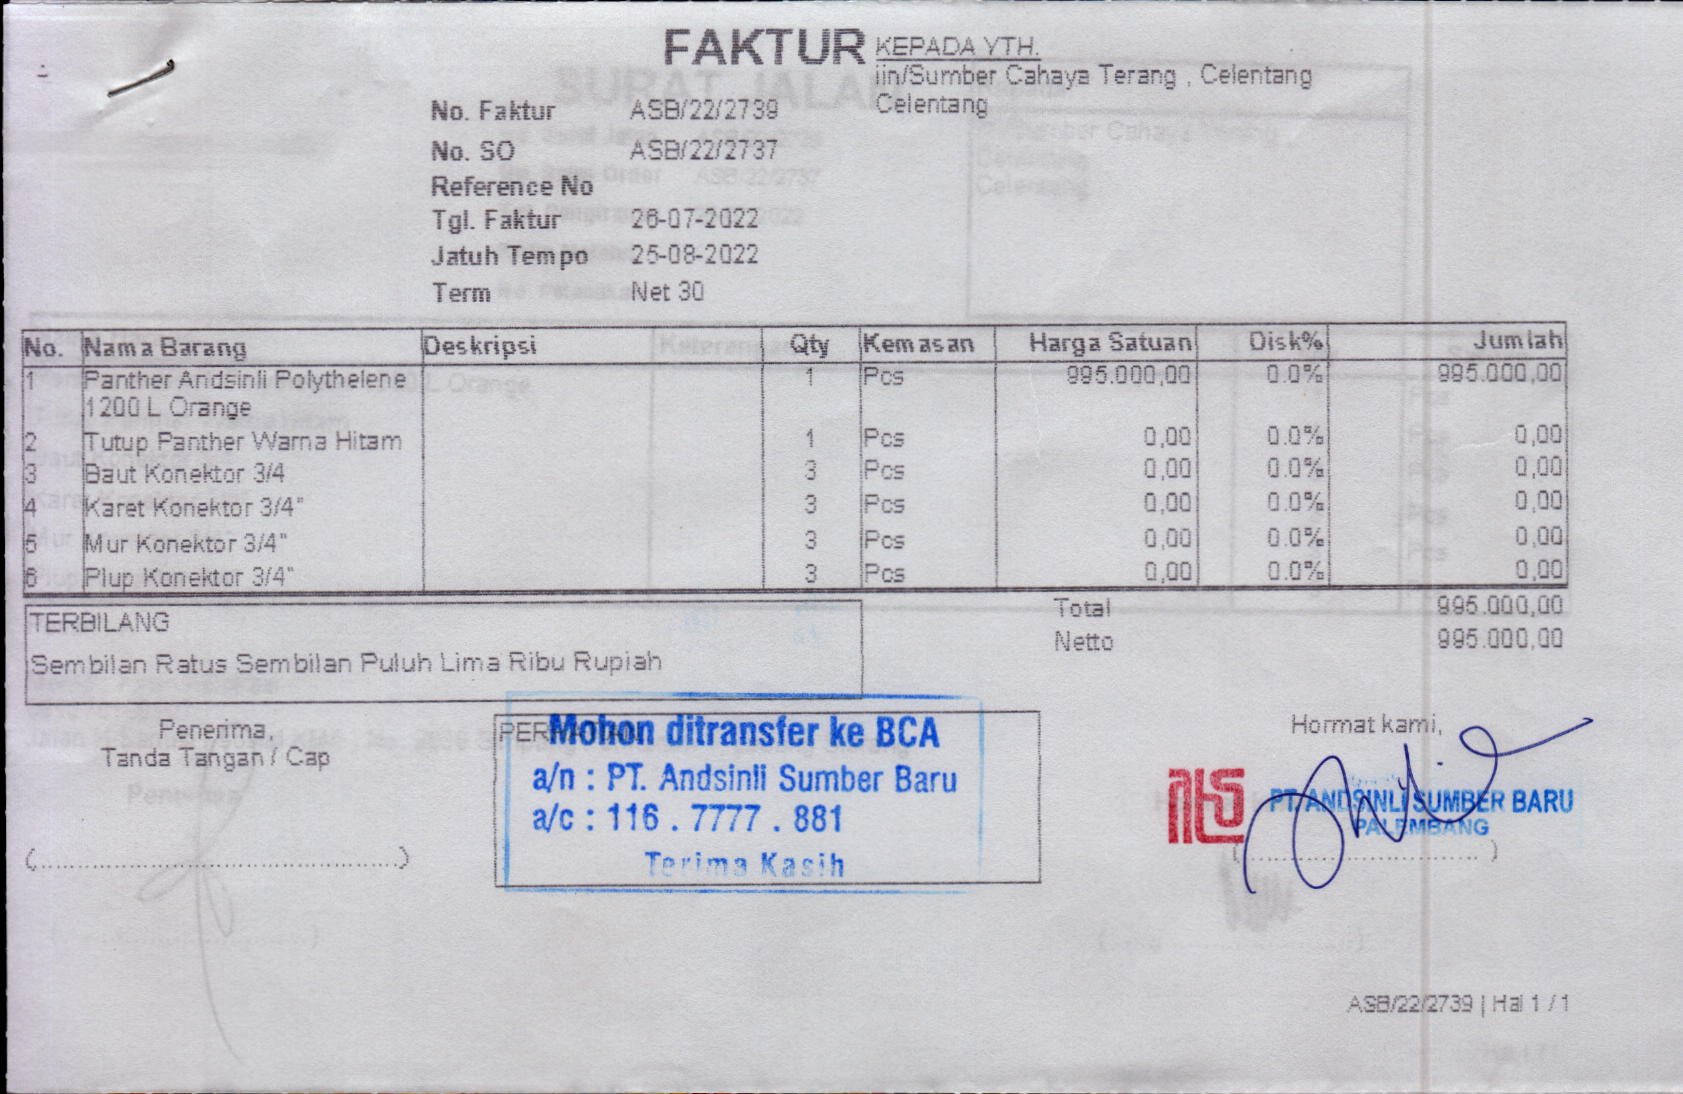 FAKTUR
KEPADA YTH.
iin/Sumber Cahaya Terang , Celentang
Celentang
No. Faktur ASB/22/2739
No. SO ASB/22/2737
Reference No
Tgl. Faktur 26-07-2022
Jatuh Tempo 25-08-2022
Term Net 30
No. Nama Barang Deskripsi Qty Kemasan Harga Satuan Disk% Jumlah
1 Panther Andsinli Polythelene 1 Pcs 995.000,00 0.0% 995.000,00
1200 L Orange
2 Tutup Panther Warna Hitam 1 Pcs 0,00 0.0% 0,00
3 Baut Konektor 3/4 3 Pcs 0,00 0.0% 0,00
4 Karet Konektor 3/4" 3 Pcs 0,00 0.0% 0,00
5 Mur Konektor 3/4" 3 Pcs 0,00 0.0% 0,00
6 Plup Konektor 3/4" 3 Pcs 0,00 0.0% 0,00
Total 995.000,00
Netto 995.000,00
TERBILANG
Sembilan Ratus Sembilan Puluh Lima Ribu Rupiah
Penerima,
Tanda Tangan / Cap
(.......................................)
Mohon ditransfer ke BCA
a/n : PT. Andsinli Sumber Baru
a/c : 116 . 7777 . 881
Terima Kasih
Hormat kami,
PT. ANDSINLI SUMBER BARU
PALEMBANG
(.......................................)
ASB/22/2739 | Hal 1 / 1